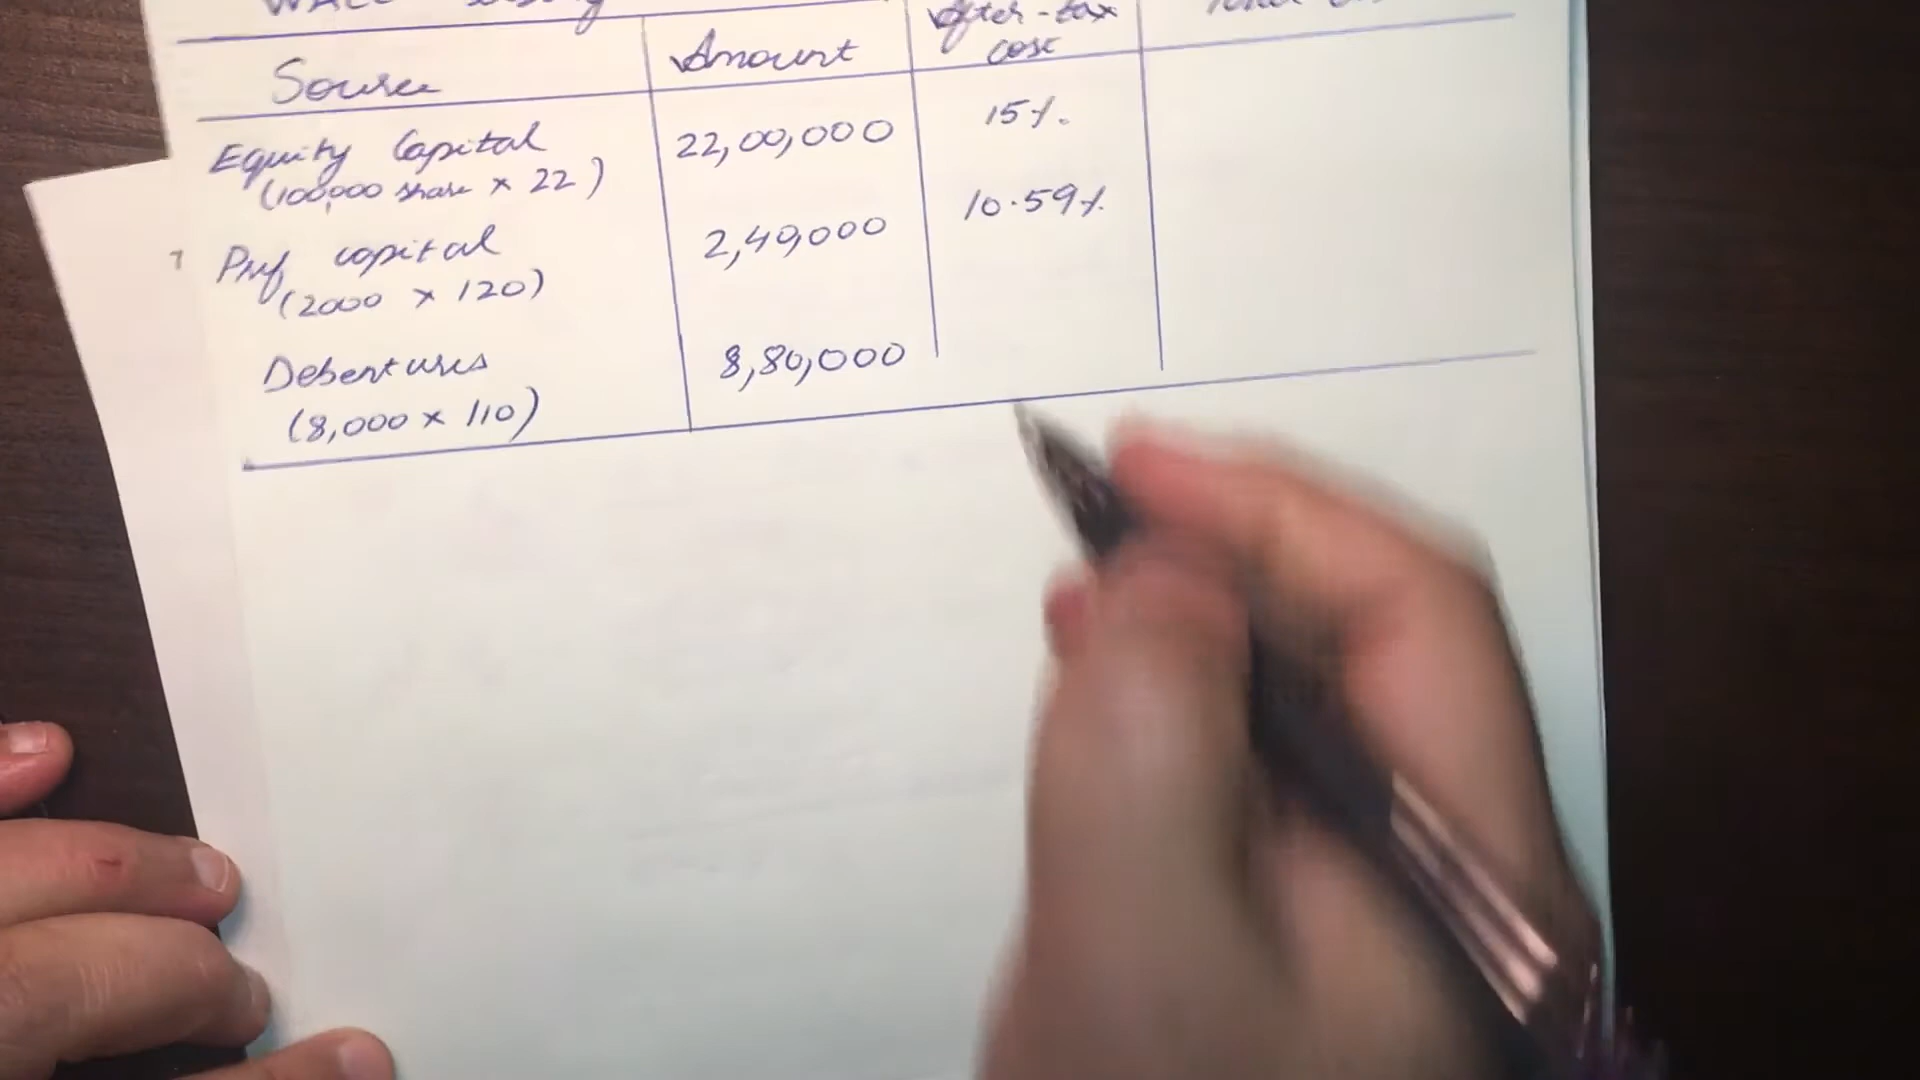 WACC
Source Amount After-tax cost
Equity Capital 22,00,000 15%.
(100,000 share × 22)
Pref capital 2,40,000 10.59%.
(2000 × 120)
Debentures 8,80,000
(8,000 × 110)